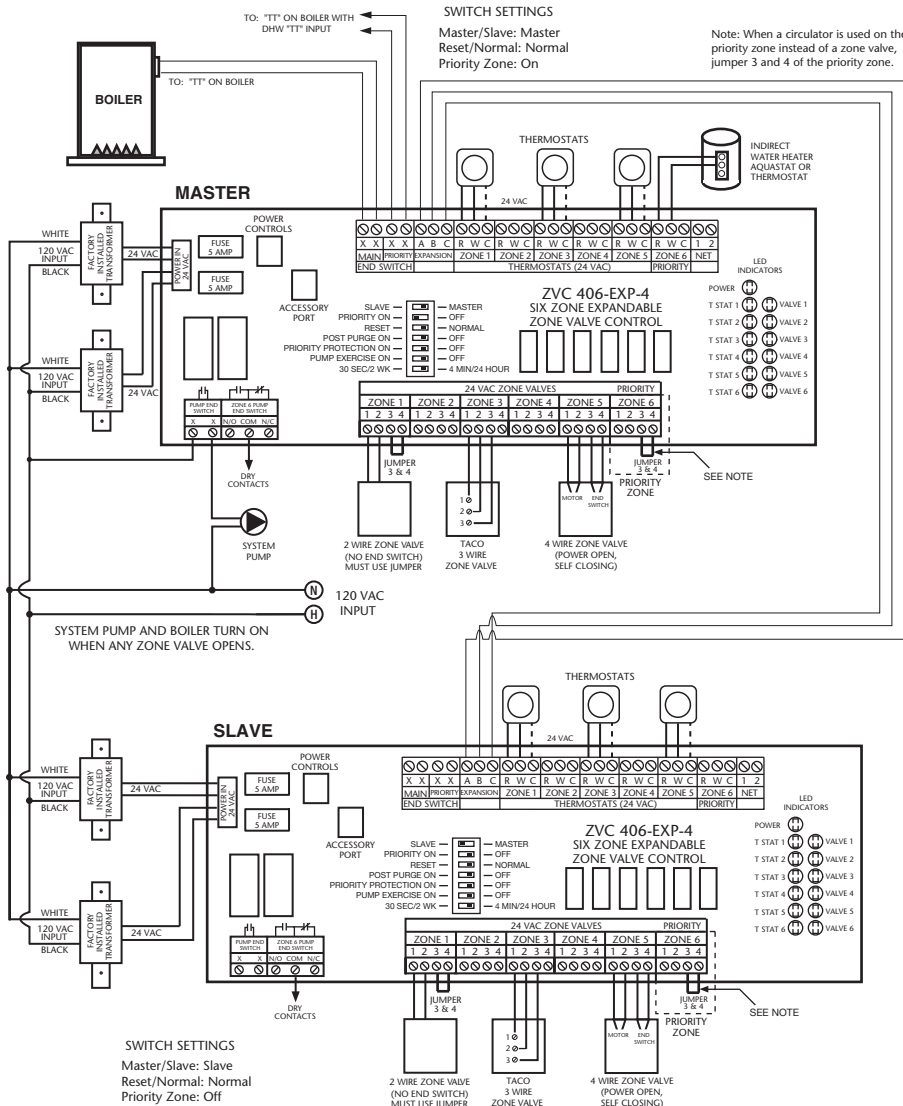 TO: "TT" ON BOILER WITH
DHW "TT" INPUT
SWITCH SETTINGS
Master/Slave: Master
Reset/Normal: Normal
Priority Zone: On
Note: When a circulator is used on the
priority zone instead of a zone valve,
jumper 3 and 4 of the priority zone.
TO: "TT" ON BOILER
BOILER
THERMOSTATS
INDIRECT
WATER HEATER
AQUASTAT OR
THERMOSTAT
MASTER
24 VAC
WHITE
120 VAC
INPUT
BLACK
FACTORY
INSTALLED
TRANSFORMER
24 VAC
POWER IN
24 VAC
FUSE
5 AMP
FUSE
5 AMP
POWER
CONTROLS
ACCESSORY
PORT
X X X X A B C R W C R W C R W C R W C R W C R W C 1 2
MAIN PRIORITY EXPANSION ZONE 1 ZONE 2 ZONE 3 ZONE 4 ZONE 5 ZONE 6 NET
END SWITCH THERMOSTATS (24 VAC) PRIORITY
SLAVE MASTER
PRIORITY ON OFF
RESET NORMAL
POST PURGE ON OFF
PRIORITY PROTECTION ON OFF
PUMP EXERCISE ON OFF
30 SEC/2 WK 4 MIN/24 HOUR
ZVC 406-EXP-4
SIX ZONE EXPANDABLE
ZONE VALVE CONTROL
LED
INDICATORS
POWER
T STAT 1 VALVE 1
T STAT 2 VALVE 2
T STAT 3 VALVE 3
T STAT 4 VALVE 4
T STAT 5 VALVE 5
T STAT 6 VALVE 6
WHITE
120 VAC
INPUT
BLACK
FACTORY
INSTALLED
TRANSFORMER
24 VAC
PUMP END
SWITCH
X X
ZONE 6 PUMP
END SWITCH
N/O COM N/C
DRY
CONTACTS
24 VAC ZONE VALVES PRIORITY
ZONE 1 ZONE 2 ZONE 3 ZONE 4 ZONE 5 ZONE 6
1 2 3 4 1 2 3 4 1 2 3 4 1 2 3 4 1 2 3 4 1 2 3 4
JUMPER
3 & 4
JUMPER
3 & 4
PRIORITY
ZONE
SEE NOTE
1
2
3
MOTOR
END
SWITCH
2 WIRE ZONE VALVE
(NO END SWITCH)
MUST USE JUMPER
TACO
3 WIRE
ZONE VALVE
4 WIRE ZONE VALVE
(POWER OPEN,
SELF CLOSING)
SYSTEM
PUMP
N
H
120 VAC
INPUT
SYSTEM PUMP AND BOILER TURN ON
WHEN ANY ZONE VALVE OPENS.
THERMOSTATS
SLAVE
24 VAC
WHITE
120 VAC
INPUT
BLACK
FACTORY
INSTALLED
TRANSFORMER
24 VAC
POWER IN
24 VAC
FUSE
5 AMP
FUSE
5 AMP
POWER
CONTROLS
ACCESSORY
PORT
X X X X A B C R W C R W C R W C R W C R W C R W C 1 2
MAIN PRIORITY EXPANSION ZONE 1 ZONE 2 ZONE 3 ZONE 4 ZONE 5 ZONE 6 NET
END SWITCH THERMOSTATS (24 VAC) PRIORITY
SLAVE MASTER
PRIORITY ON OFF
RESET NORMAL
POST PURGE ON OFF
PRIORITY PROTECTION ON OFF
PUMP EXERCISE ON OFF
30 SEC/2 WK 4 MIN/24 HOUR
ZVC 406-EXP-4
SIX ZONE EXPANDABLE
ZONE VALVE CONTROL
LED
INDICATORS
POWER
T STAT 1 VALVE 1
T STAT 2 VALVE 2
T STAT 3 VALVE 3
T STAT 4 VALVE 4
T STAT 5 VALVE 5
T STAT 6 VALVE 6
WHITE
120 VAC
INPUT
BLACK
FACTORY
INSTALLED
TRANSFORMER
24 VAC
PUMP END
SWITCH
X X
ZONE 6 PUMP
END SWITCH
N/O COM N/C
DRY
CONTACTS
24 VAC ZONE VALVES PRIORITY
ZONE 1 ZONE 2 ZONE 3 ZONE 4 ZONE 5 ZONE 6
1 2 3 4 1 2 3 4 1 2 3 4 1 2 3 4 1 2 3 4 1 2 3 4
JUMPER
3 & 4
JUMPER
3 & 4
PRIORITY
ZONE
SEE NOTE
1
2
3
MOTOR
END
SWITCH
2 WIRE ZONE VALVE
(NO END SWITCH)
MUST USE JUMPER
TACO
3 WIRE
ZONE VALVE
4 WIRE ZONE VALVE
(POWER OPEN,
SELF CLOSING)
SWITCH SETTINGS
Master/Slave: Slave
Reset/Normal: Normal
Priority Zone: Off